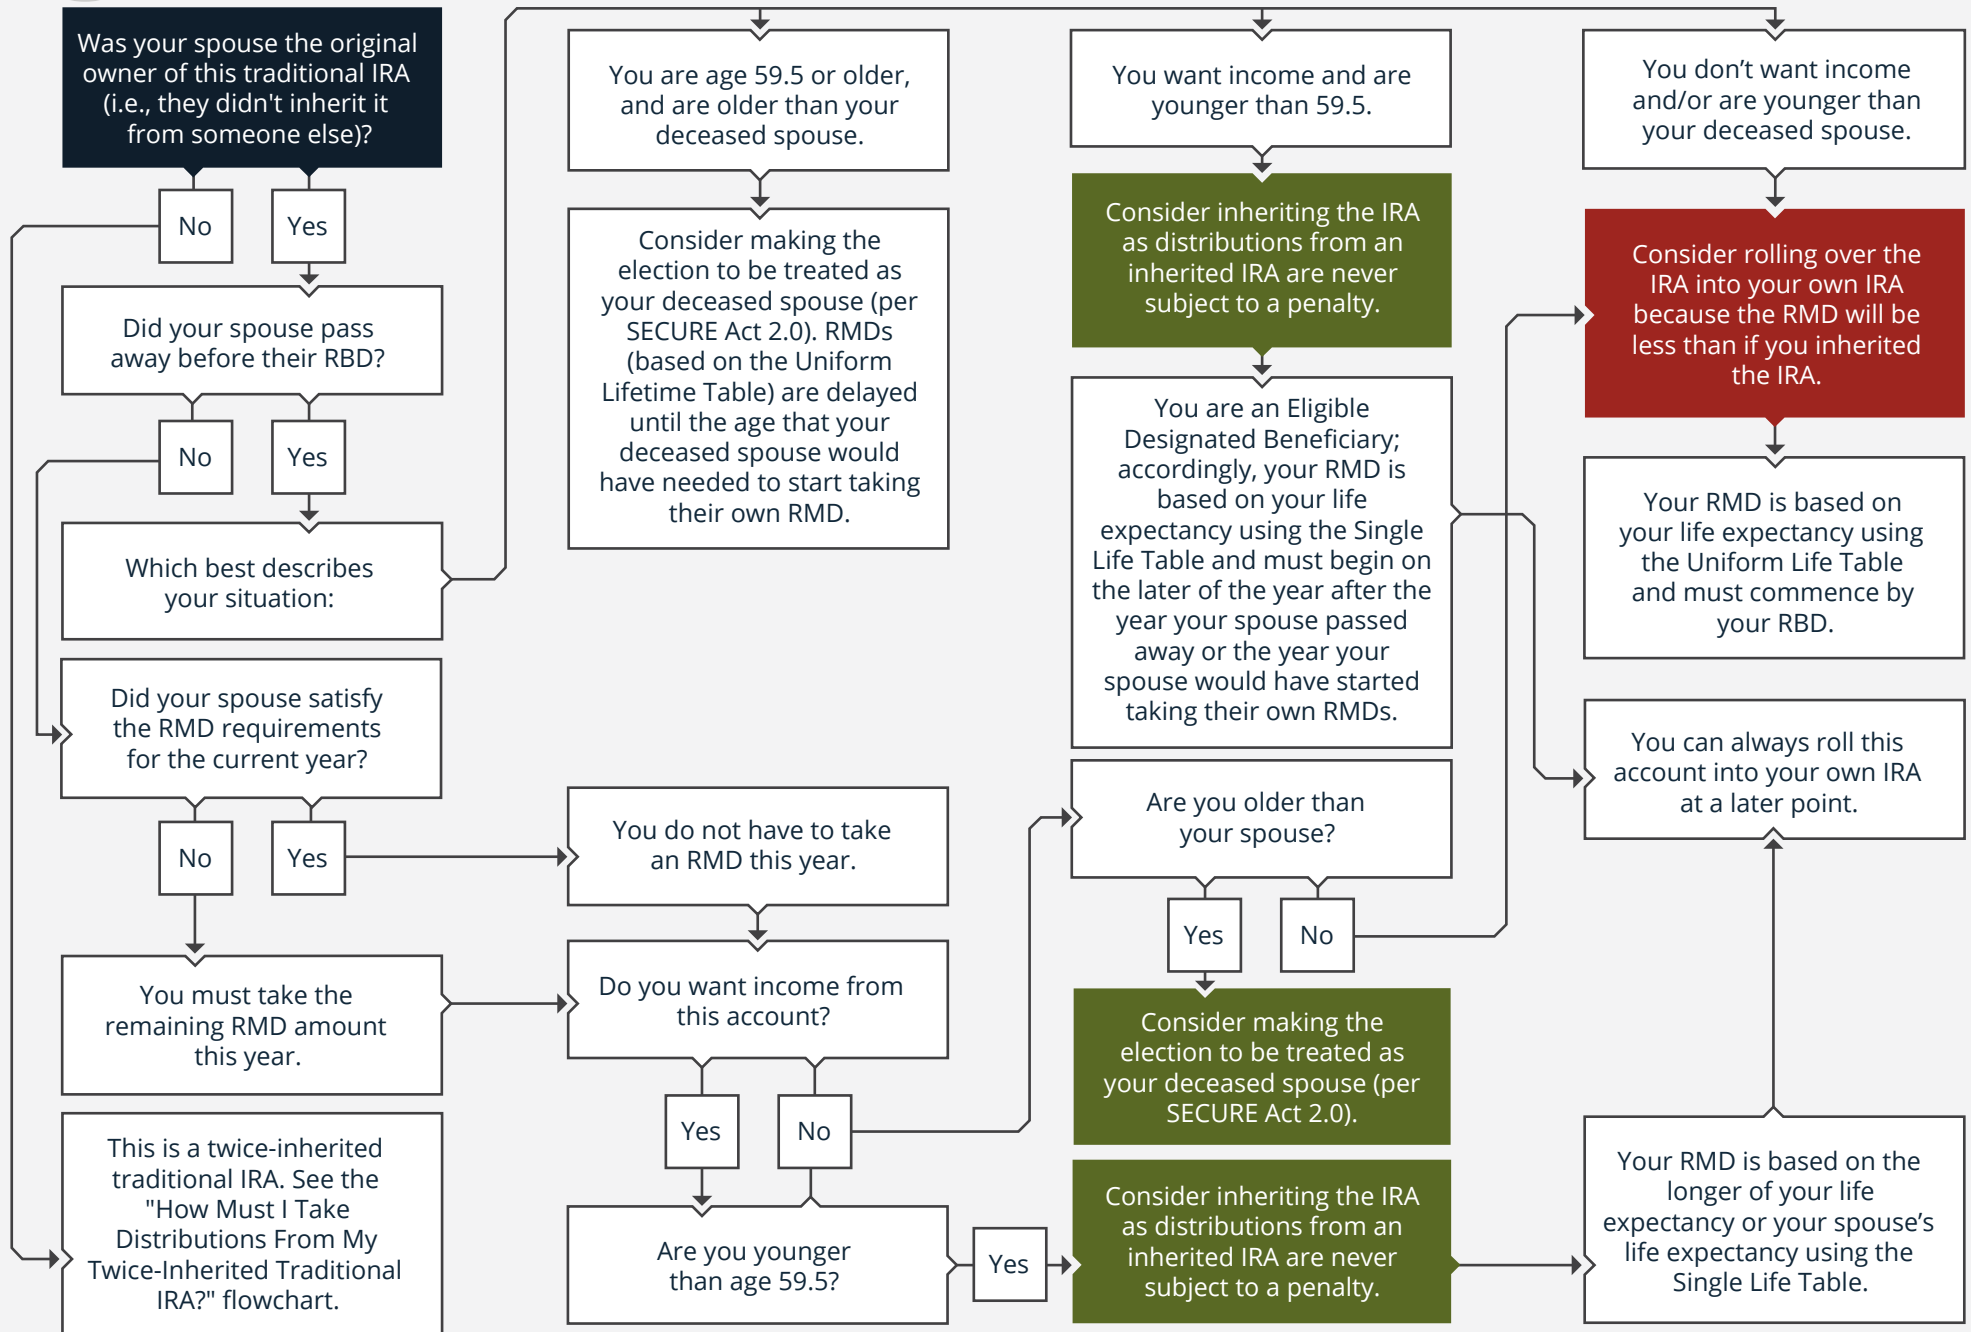 Was your spouse the original
owner of this traditional IRA
(i.e., they didn't inherit it
from someone else)?
No
Yes
Did your spouse pass
away before their RBD?
No
Yes
Which best describes
your situation:
You are age 59.5 or older,
and are older than your
deceased spouse.
Consider making the
election to be treated as
your deceased spouse (per
SECURE Act 2.0). RMDs
(based on the Uniform
Lifetime Table) are delayed
until the age that your
deceased spouse would
have needed to start taking
their own RMD.
You want income and are
younger than 59.5.
Consider inheriting the IRA
as distributions from an
inherited IRA are never
subject to a penalty.
You are an Eligible
Designated Beneficiary;
accordingly, your RMD is
based on your life
expectancy using the Single
Life Table and must begin on
the later of the year after the
year your spouse passed
away or the year your
spouse would have started
taking their own RMDs.
You don’t want income
and/or are younger than
your deceased spouse.
Consider rolling over the
IRA into your own IRA
because the RMD will be
less than if you inherited
the IRA.
Your RMD is based on
your life expectancy using
the Uniform Life Table
and must commence by
your RBD.
You can always roll this
account into your own IRA
at a later point.
Did your spouse satisfy
the RMD requirements
for the current year?
No
Yes
You do not have to take
an RMD this year.
You must take the
remaining RMD amount
this year.
Do you want income from
this account?
Yes
No
Are you older than
your spouse?
Yes
No
Consider making the
election to be treated as
your deceased spouse (per
SECURE Act 2.0).
This is a twice-inherited
traditional IRA. See the
"How Must I Take
Distributions From My
Twice-Inherited Traditional
IRA?" flowchart.
Are you younger
than age 59.5?
Yes
Consider inheriting the IRA
as distributions from an
inherited IRA are never
subject to a penalty.
Your RMD is based on the
longer of your life
expectancy or your spouse’s
life expectancy using the
Single Life Table.